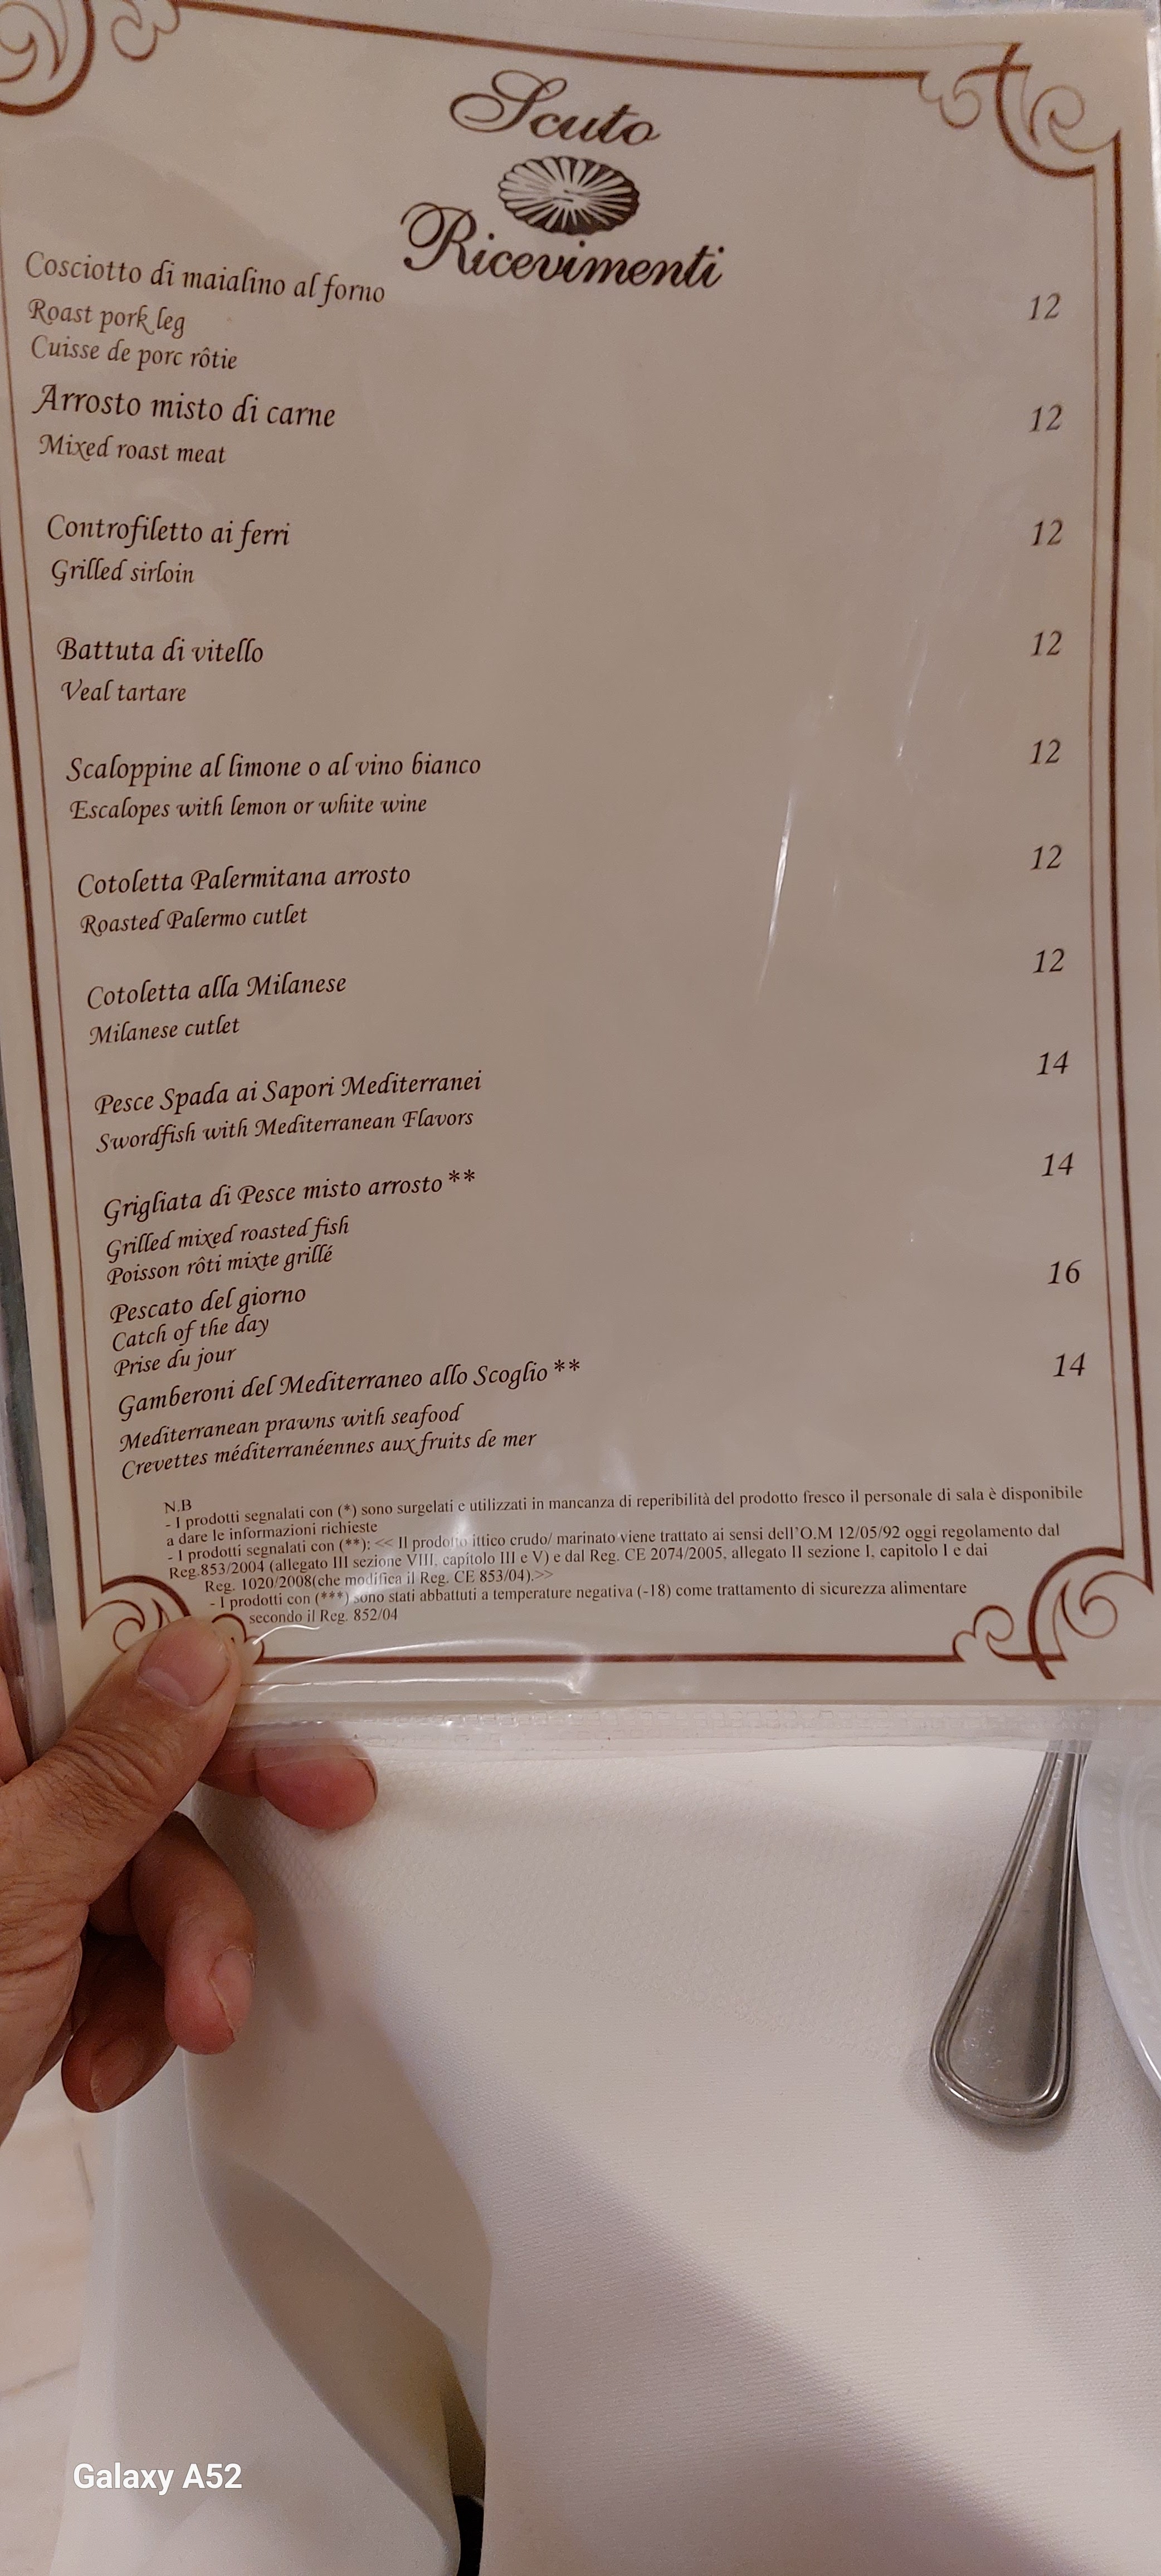 Scuto
Ricevimenti
Cosciotto di maialino al forno 12
Roast pork leg
Cuisse de porc rôtie
Arrosto misto di carne 12
Mixed roast meat
Controfiletto ai ferri 12
Grilled sirloin
Battuta di vitello 12
Veal tartare
Scaloppine al limone o al vino bianco 12
Escalopes with lemon or white wine
Cotoletta Palermitana arrosto 12
Roasted Palermo cutlet
Cotoletta alla Milanese 12
Milanese cutlet
Pesce Spada ai Sapori Mediterranei 14
Swordfish with Mediterranean Flavors
Grigliata di Pesce misto arrosto ** 14
Grilled mixed roasted fish
Poisson rôti mixte grillé
Pescato del giorno 16
Catch of the day
Prise du jour
Gamberoni del Mediterraneo allo Scoglio ** 14
Mediterranean prawns with seafood
Crevettes méditerranéennes aux fruits de mer
N.B
- I prodotti segnalati con (*) sono surgelati e utilizzati in mancanza di reperibilità del prodotto fresco il personale di sala è disponibile
a dare le informazioni richieste
- I prodotti segnalati con (**): << Il prodotto ittico crudo/ marinato viene trattato ai sensi dell'O.M 12/05/92 oggi regolamento dal
Reg.853/2004 (allegato III sezione VIII, capitolo III e V) e dal Reg. CE 2074/2005, allegato II sezione I, capitolo I e dai
Reg. 1020/2008(che modifica il Reg. CE 853/04).>>
- I prodotti con (***) sono stati abbattuti a temperature negativa (-18) come trattamento di sicurezza alimentare
secondo il Reg. 852/04
Galaxy A52